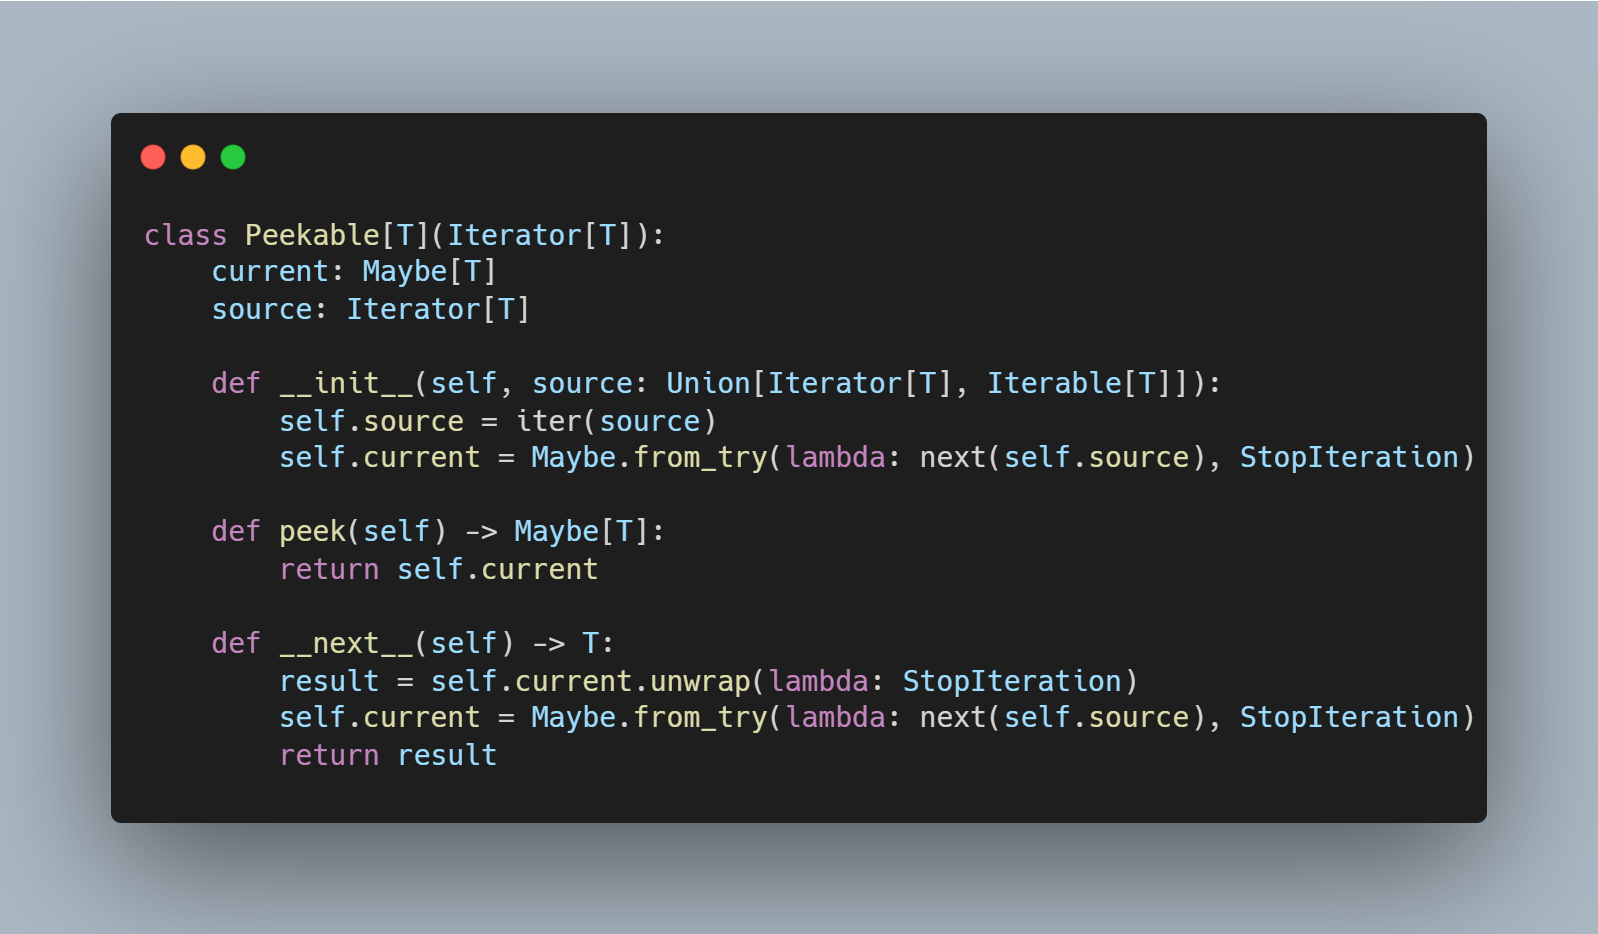 class Peekable[T](Iterator[T]):
    current: Maybe[T]
    source: Iterator[T]

    def __init__(self, source: Union[Iterator[T], Iterable[T]]):
        self.source = iter(source)
        self.current = Maybe.from_try(lambda: next(self.source), StopIteration)

    def peek(self) -> Maybe[T]:
        return self.current

    def __next__(self) -> T:
        result = self.current.unwrap(lambda: StopIteration)
        self.current = Maybe.from_try(lambda: next(self.source), StopIteration)
        return result